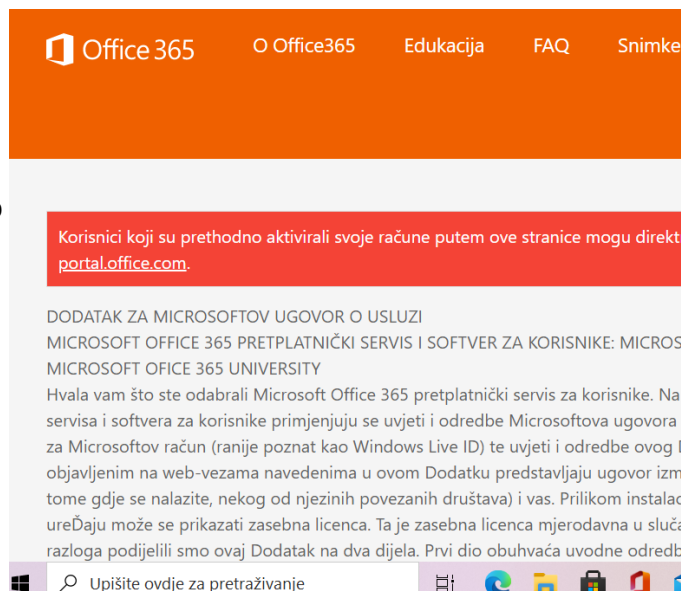 Office 365 O Office365 Edukacija FAQ Snimke
Korisnici koji su prethodno aktivirali svoje račune putem ove stranice mogu direkt
portal.office.com.
DODATAK ZA MICROSOFTOV UGOVOR O USLUZI
MICROSOFT OFFICE 365 PRETPLATNIČKI SERVIS I SOFTVER ZA KORISNIKE: MICROS
MICROSOFT OFICE 365 UNIVERSITY
Hvala vam što ste odabrali Microsoft Office 365 pretplatnički servis za korisnike. Na
servisa i softvera za korisnike primjenjuju se uvjeti i odredbe Microsoftova ugovora
za Microsoftov račun (ranije poznat kao Windows Live ID) te uvjeti i odredbe ovog
objavljenim na web-vezama navedenima u ovom Dodatku predstavljaju ugovor izm
tome gdje se nalazite, nekog od njezinih povezanih društava) i vas. Prilikom instalac
ureĐaju može se prikazati zasebna licenca. Ta je zasebna licenca mjerodavna u sluča
razloga podijelili smo ovaj Dodatak na dva dijela. Prvi dio obuhvaća uvodne odredb
Upišite ovdje za pretraživanje